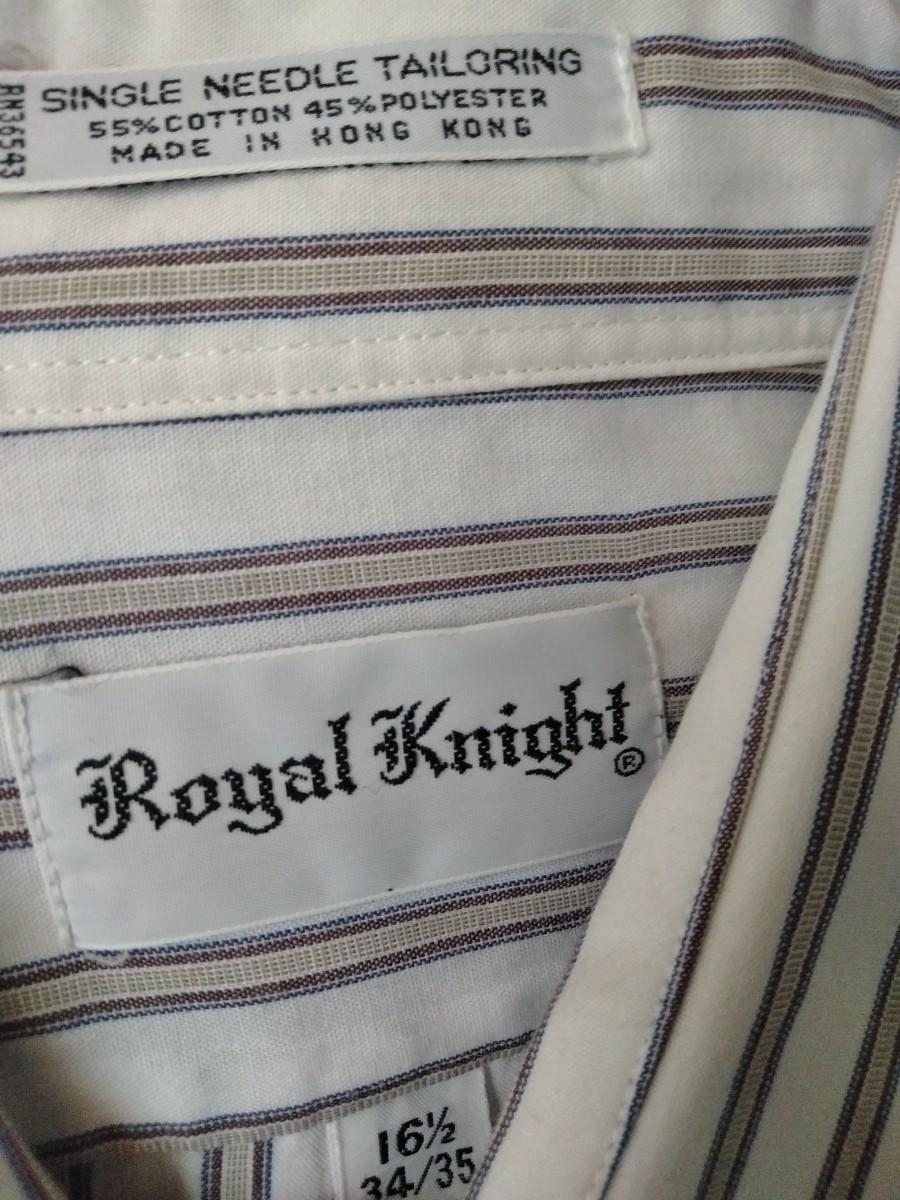 RN36543
SINGLE NEEDLE TAILORING
55%COTTON 45%POLYESTER
MADE IN HONG KONG
Royal Knight®
16½
34/35